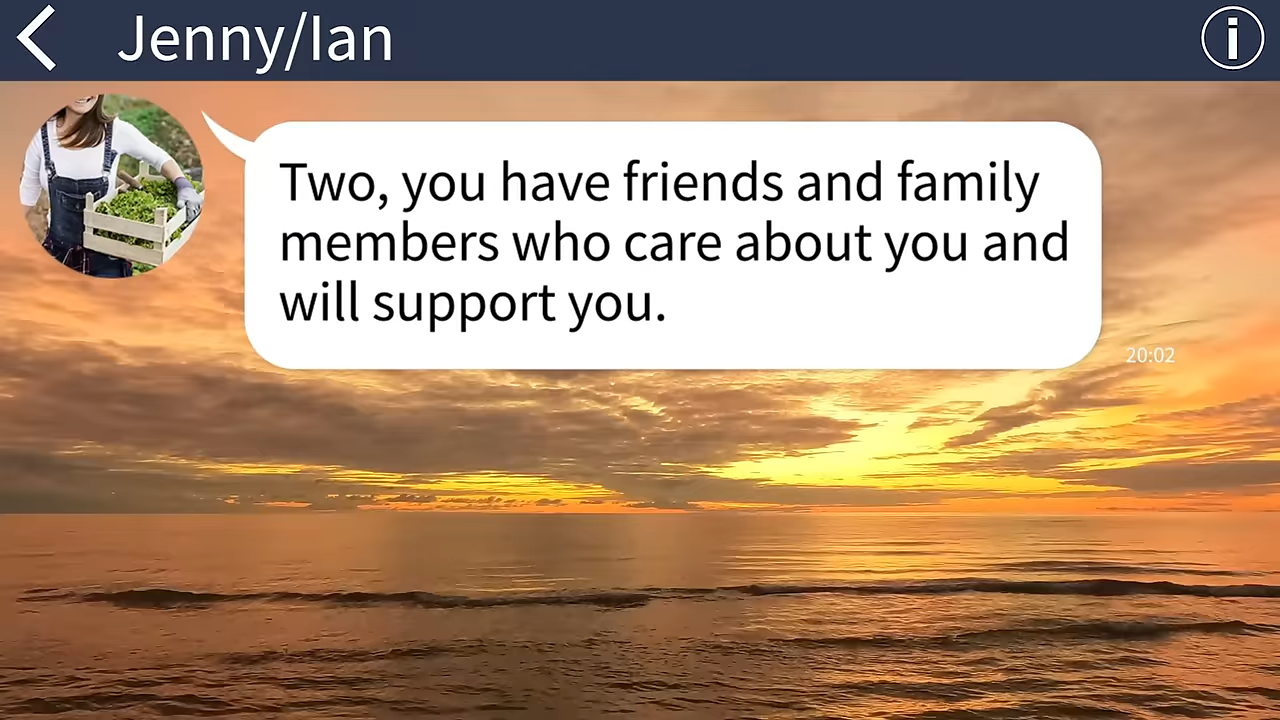 Jenny/Ian
Two, you have friends and family
members who care about you and
will support you.
20:02